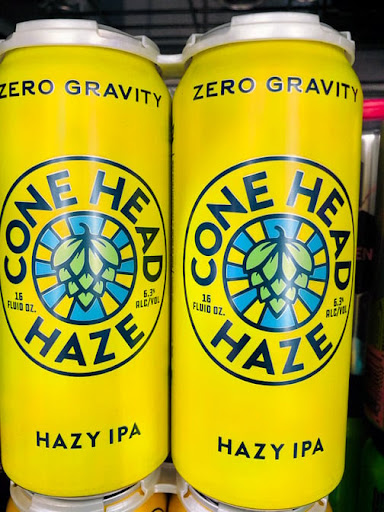 ZERO GRAVITY
CONE HEAD
16
FLUID OZ.
6.3%
ALC/VOL
HAZE
HAZY IPA
ZERO GRAVITY
CONE HEAD
16
FLUID OZ.
6.3%
ALC/VOL
HAZE
HAZY IPA